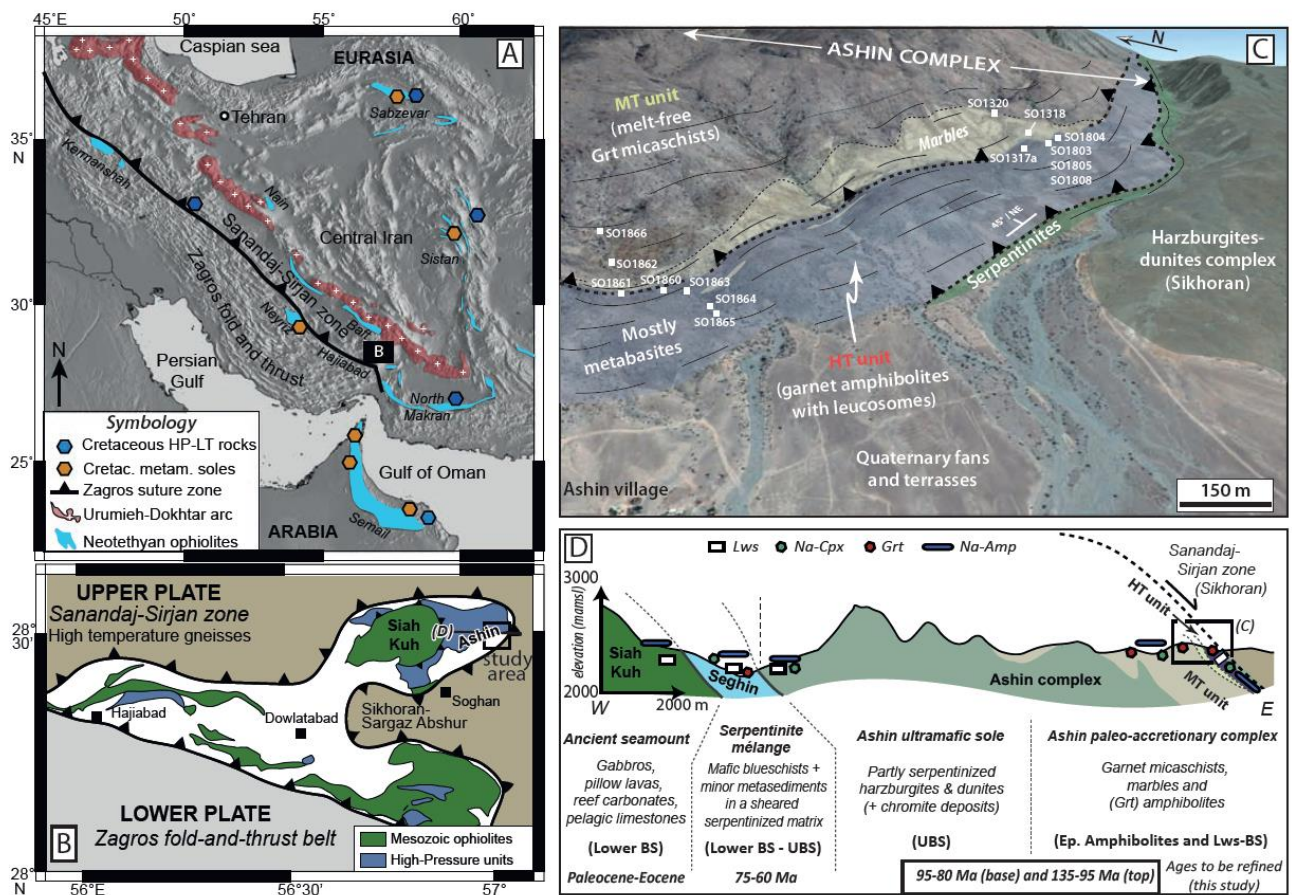 45°E
50
55
60
Caspian sea
EURASIA
A
Sabzevar
Tehran
35
N
Kermanshah
Nain
Central Iran
Sistan
Sanandaj-Sirjan zone
Zagros fold and thrust
30
Neyriz
Baft
Hajiabad
B
N
Persian
Gulf
North
Makran
Symbology
Cretaceous HP-LT rocks
Cretac. metam. soles
Zagros suture zone
Urumieh-Dokhtar arc
Neotethyan ophiolites
25
Gulf of Oman
Semail
ARABIA
UPPER PLATE
Sanandaj-Sirjan zone
High temperature gneisses
28°
30'
Siah
Kuh
(D)
Ashin
study
area
Soghan
Hajiabad
Dowlatabad
Sikhoran-
Sargaz Abshur
LOWER PLATE
Zagros fold-and-thrust belt
B
Mesozoic ophiolites
High-Pressure units
28°
N
56°E
56°30
57°
ASHIN COMPLEX
N
C
MT unit
(melt-free
Grt micaschists)
Marbles
SO1320
SO1318
SO1804
SO1317a
SO1803
SO1805
SO1808
45° / NE
SO1866
SO1862
SO1861
SO1860
SO1863
SO1864
SO1865
Serpentinites
Harzburgites-
dunites complex
(Sikhoran)
Mostly
metabasites
HT unit
(garnet amphibolites
with leucosomes)
Quaternary fans
and terrasses
Ashin village
150 m
D
Lws
Na-Cpx
Grt
Na-Amp
3000
elevation (mamsl)
2000
W
2000 m
Siah
Kuh
Seghin
Ashin complex
Sanandaj-
Sirjan zone
(Sikhoran)
HT unit
(C)
MT unit
E
Ancient seamount
Gabbros,
pillow lavas,
reef carbonates,
pelagic limestones
(Lower BS)
Paleocene-Eocene
Serpentinite
mélange
Mafic blueschists +
minor metasediments
in a sheared
serpentinized matrix
(Lower BS - UBS)
75-60 Ma
Ashin ultramafic sole
Partly serpentinized
harzburgites & dunites
(+ chromite deposits)
(UBS)
Ashin paleo-accretionary complex
Garnet micaschists,
marbles and
(Grt) amphibolites
(Ep. Amphibolites and Lws-BS)
95-80 Ma (base) and 135-95 Ma (top)
Ages to be refined
(this study)